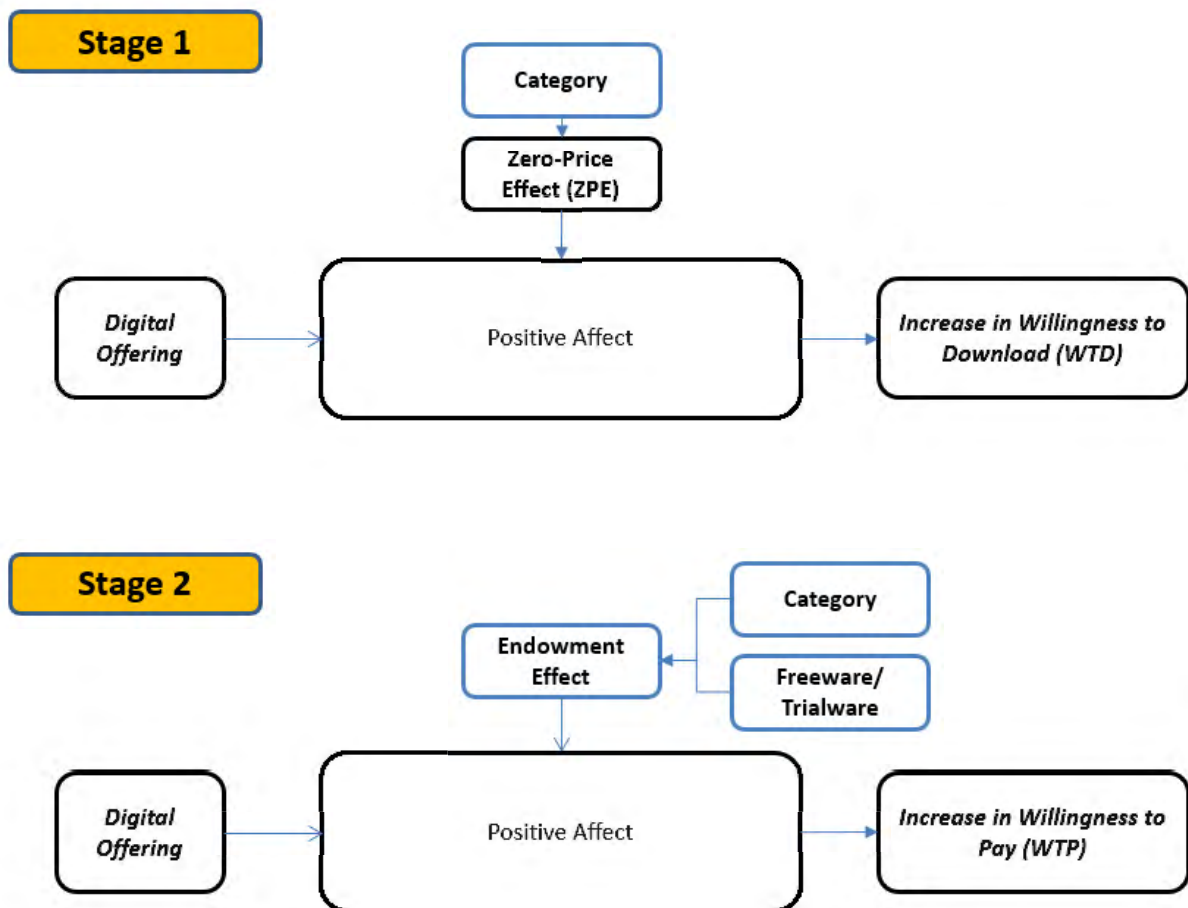 Stage 1
Category
Zero-Price
Effect (ZPE)
Digital
Offering
Positive Affect
Increase in Willingness to
Download (WTD)
Stage 2
Category
Endowment
Effect
Freeware/
Trialware
Digital
Offering
Positive Affect
Increase in Willingness to
Pay (WTP)